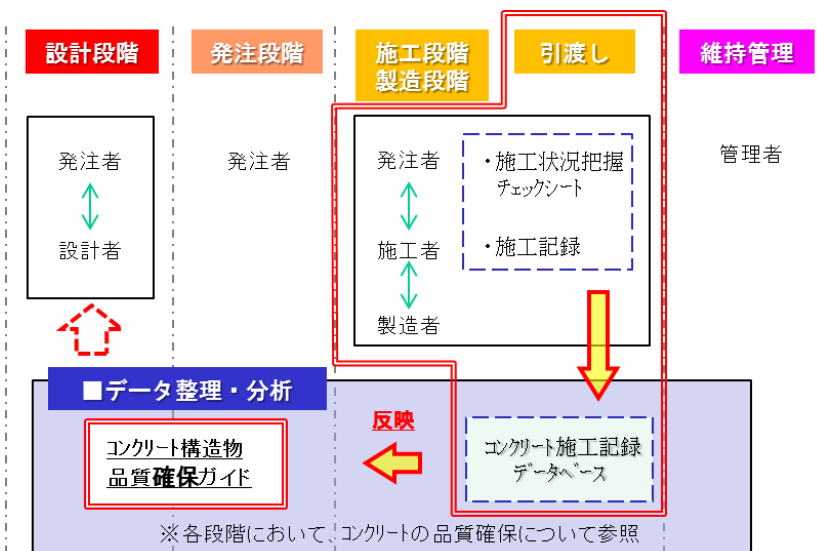 設計段階
発注段階
施工段階
製造段階
引渡し
維持管理
発注者
設計者
発注者
発注者
施工者
製造者
・施工状況把握
チェックシート
・施工記録
管理者
■データ整理・分析
コンクリート構造物
品質確保ガイド
反映
コンクリート施工記録
データベース
※各段階において、コンクリートの品質確保について参照